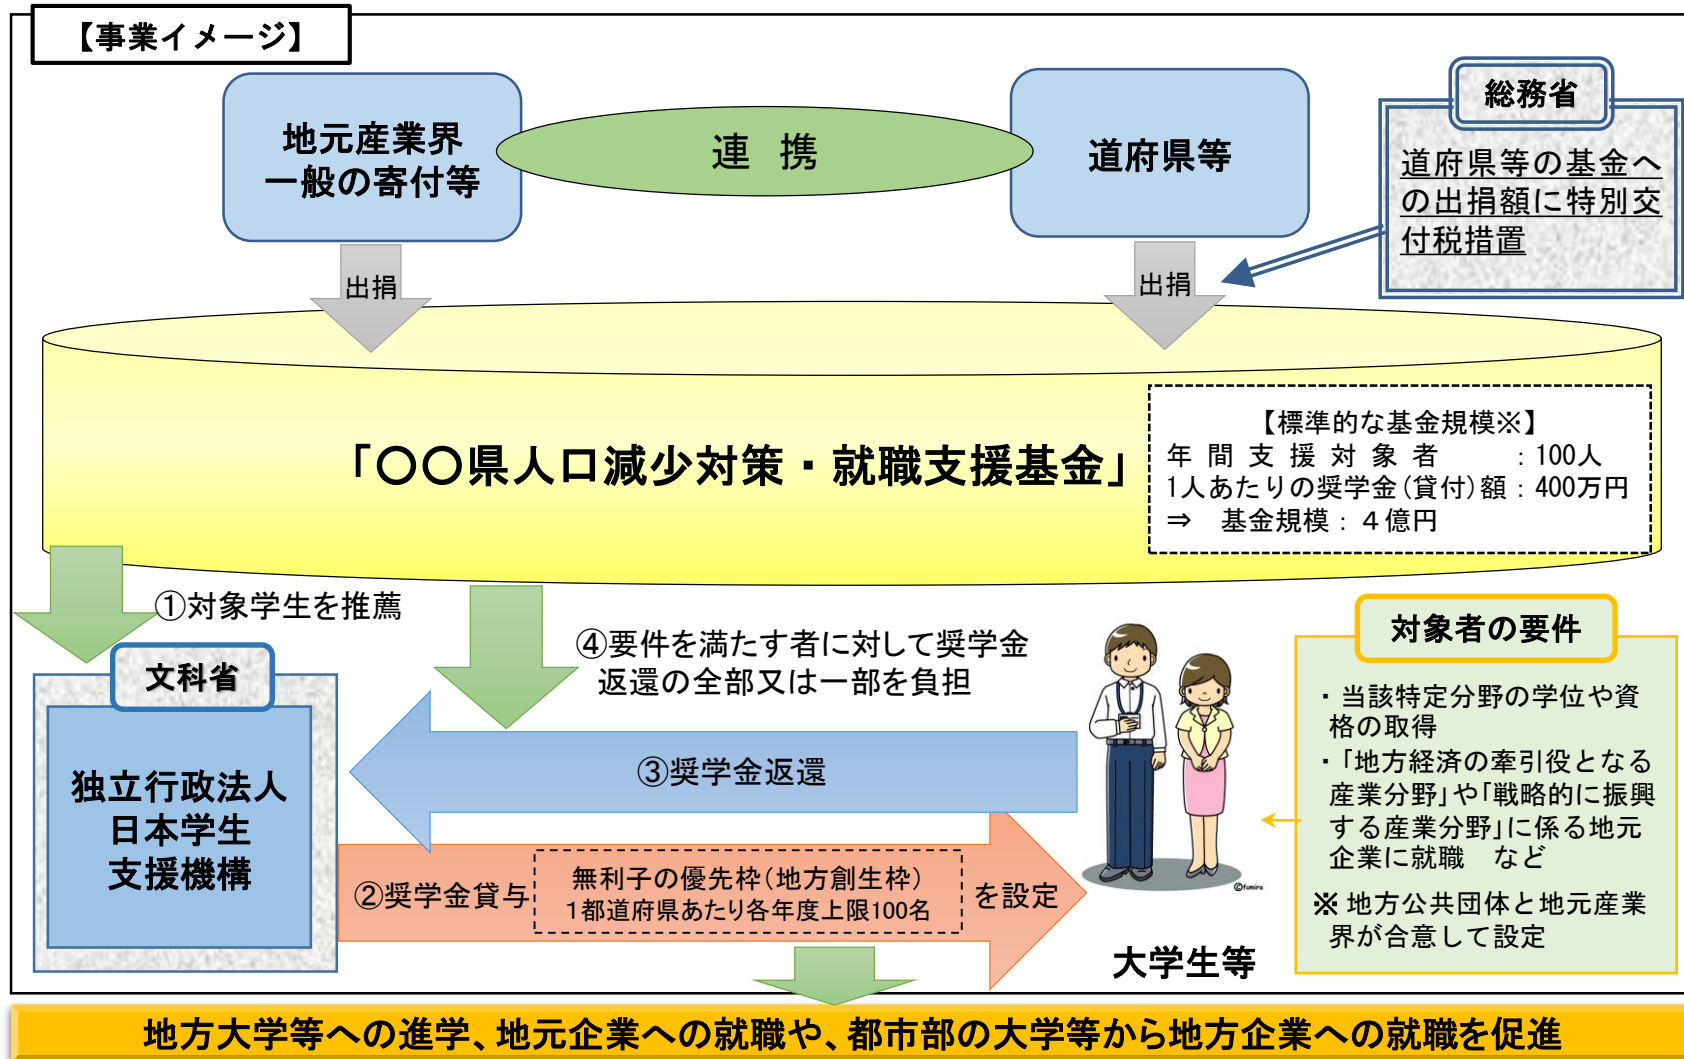 【事業イメージ】
地元産業界
一般の寄付等
連 携
道府県等
総務省
道府県等の基金へ
の出捐額に特別交
付税措置
出捐
出捐
「〇〇県人口減少対策・就職支援基金」
【標準的な基金規模※】
年間支援対象者 :100人
1人あたりの奨学金(貸付)額:400万円
⇒ 基金規模:4億円
①対象学生を推薦
④要件を満たす者に対して奨学金
返還の全部又は一部を負担
文科省
独立行政法人
日本学生
支援機構
③奨学金返還
②奨学金貸与
無利子の優先枠(地方創生枠)
1都道府県あたり各年度上限100名
を設定
©fumira
大学生等
対象者の要件
・当該特定分野の学位や資
格の取得
・「地方経済の牽引役となる
産業分野」や「戦略的に振興
する産業分野」に係る地元
企業に就職 など
※ 地方公共団体と地元産業
界が合意して設定
地方大学等への進学、地元企業への就職や、都市部の大学等から地方企業への就職を促進